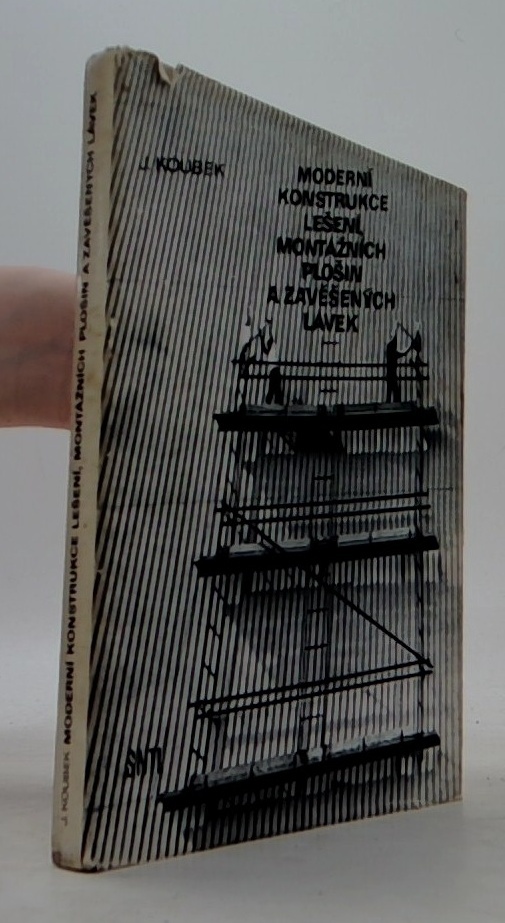 J. KOUBEK
MODERNÍ
KONSTRUKCE
LEŠENÍ,
MONTÁŽNÍCH
PLOŠIN
A ZAVĚŠENÝCH
LÁVEK
SNTL
J. KOUBEK MODERNÍ KONSTRUKCE LEŠENÍ, MONTÁŽNÍCH PLOŠIN A ZAVĚŠENÝCH LÁVEK